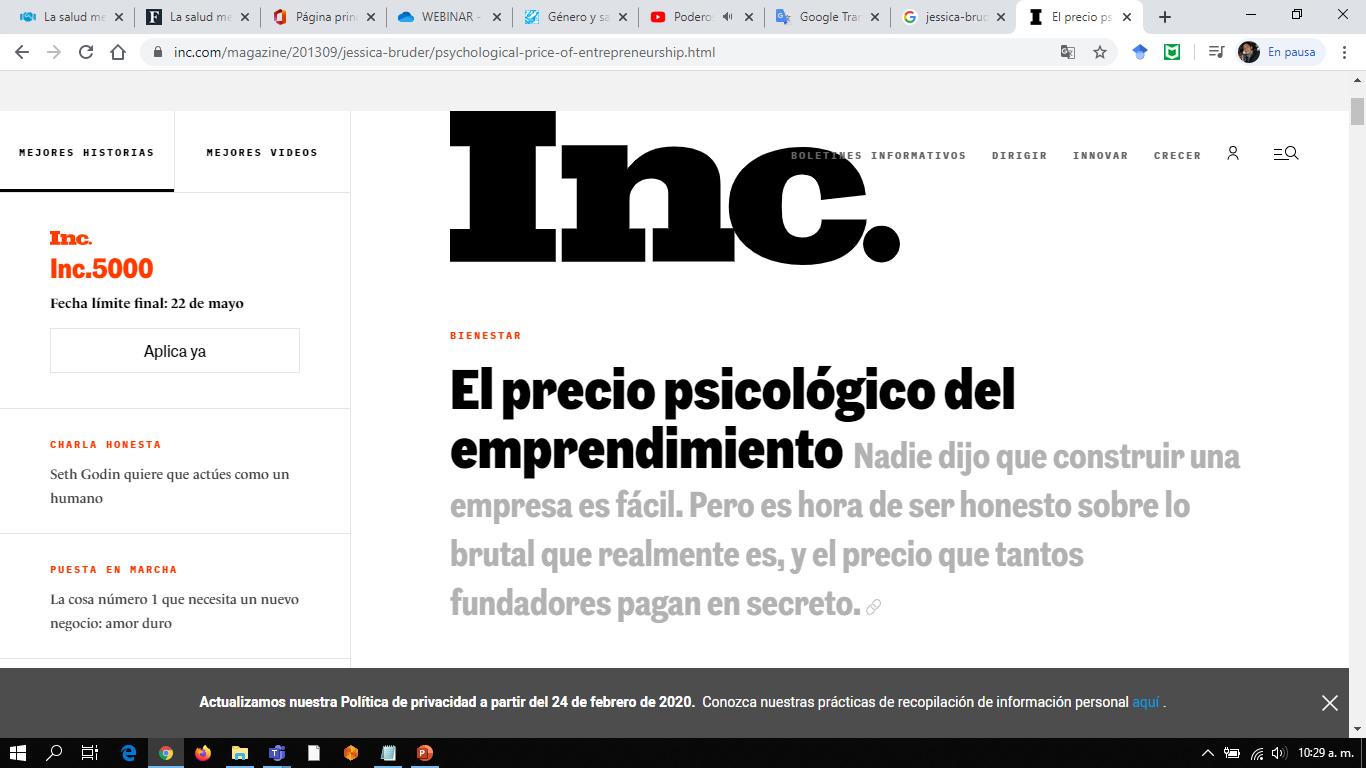 La salud me
La salud me
Página prin
WEBINAR -
Género y sa
Poderos
Google Tran
jessica-brud
El precio ps
inc.com/magazine/201309/jessica-bruder/psychological-price-of-entrepreneurship.html
En pausa
MEJORES HISTORIAS
MEJORES VIDEOS
Inc.
BOLETINES INFORMATIVOS
DIRIGIR
INNOVAR
CRECER
Inc.
Inc.5000
Fecha límite final: 22 de mayo
Aplica ya
CHARLA HONESTA
Seth Godin quiere que actúes como un
humano
PUESTA EN MARCHA
La cosa número 1 que necesita un nuevo
negocio: amor duro
BIENESTAR
El precio psicológico del
emprendimiento Nadie dijo que construir una
empresa es fácil. Pero es hora de ser honesto sobre lo
brutal que realmente es, y el precio que tantos
fundadores pagan en secreto.
Actualizamos nuestra Política de privacidad a partir del 24 de febrero de 2020. Conozca nuestras prácticas de recopilación de información personal aquí .
10:29 a. m.